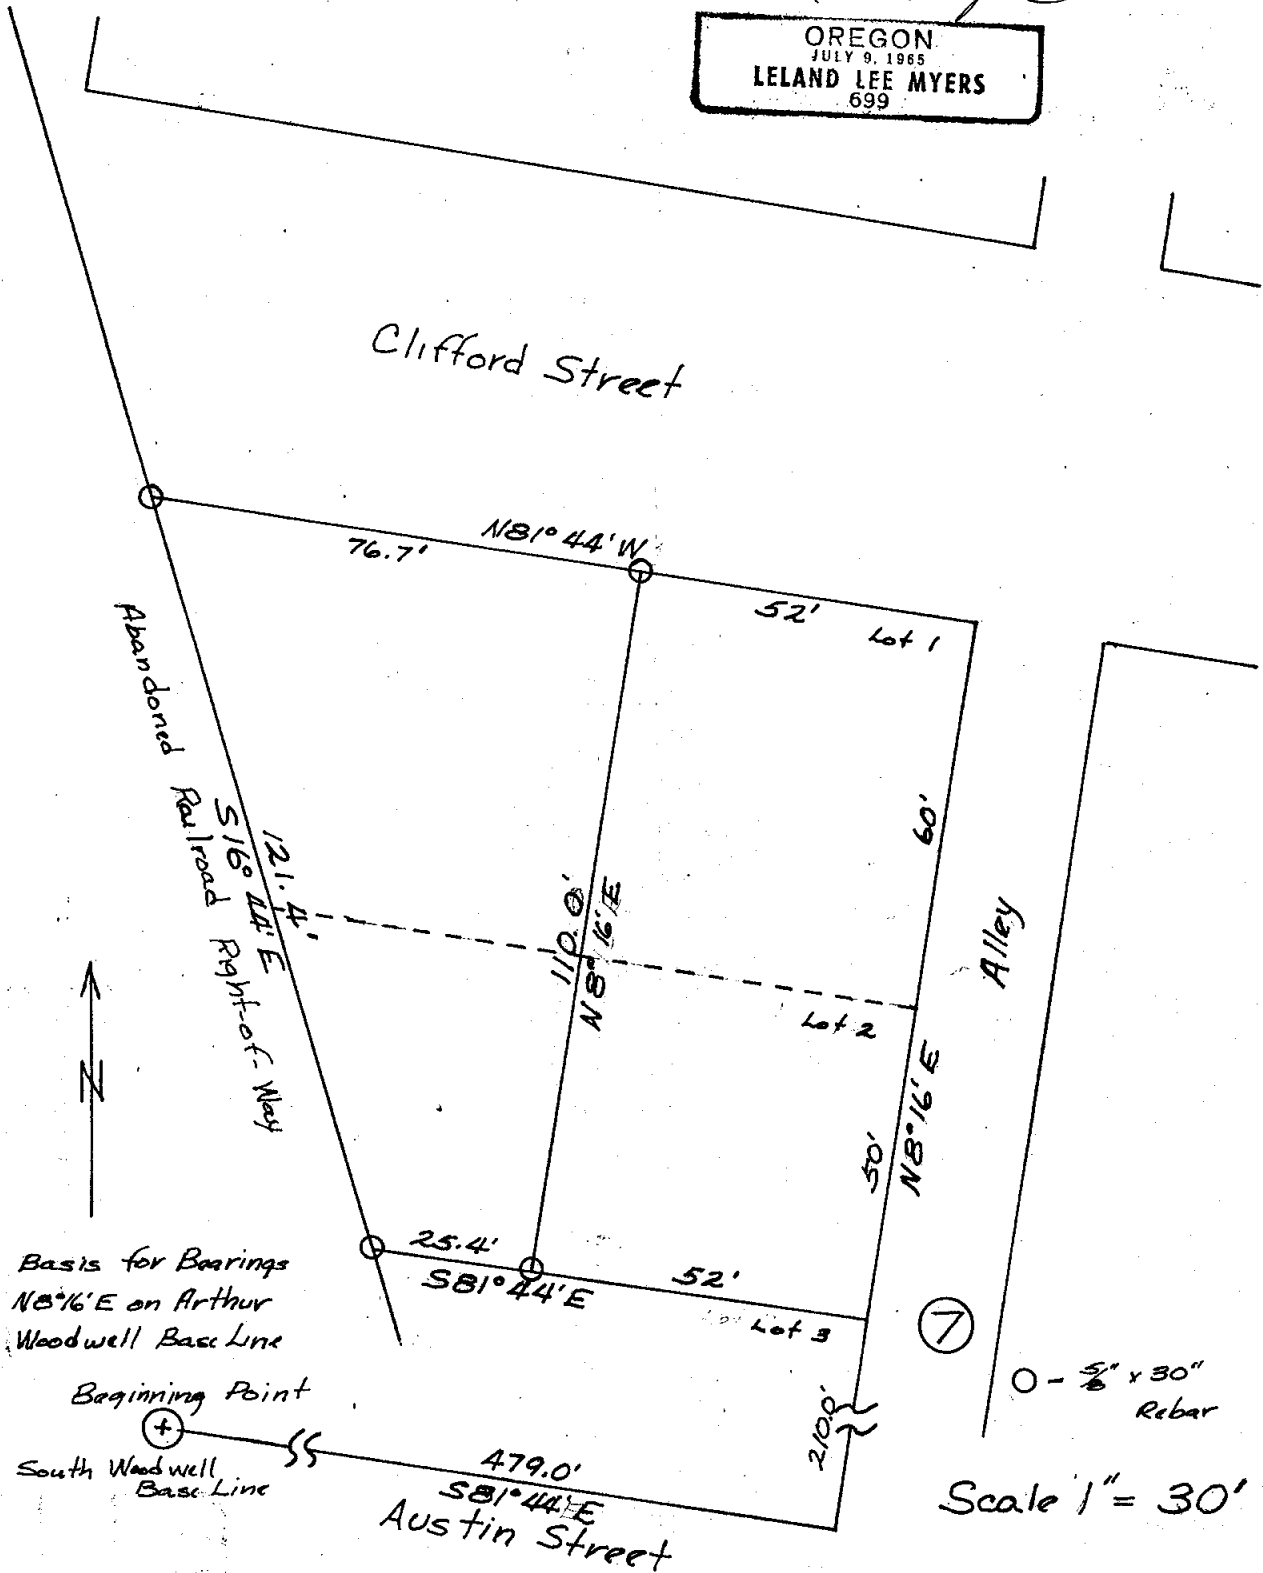 OREGON
JULY 9, 1965
LELAND LEE MYERS
699
Clifford Street
N81°44'W
76.7'
52'
Lot 1
Abandoned Railroad Right-of-Way
121.4'
S16°44'E
60'
110.0'
N8°16'E
Alley
Lot 2
N8°16'E
50'
N
25.4'
S81°44'E
52'
Lot 3
7
Basis for Bearings
N8°16'E on Arthur
Woodwell Base Line
Beginning Point
South Woodwell
Base Line
210.0'
O - 5/8" x 30"
Rebar
479.0'
S81°44'E
Austin Street
Scale 1" = 30'